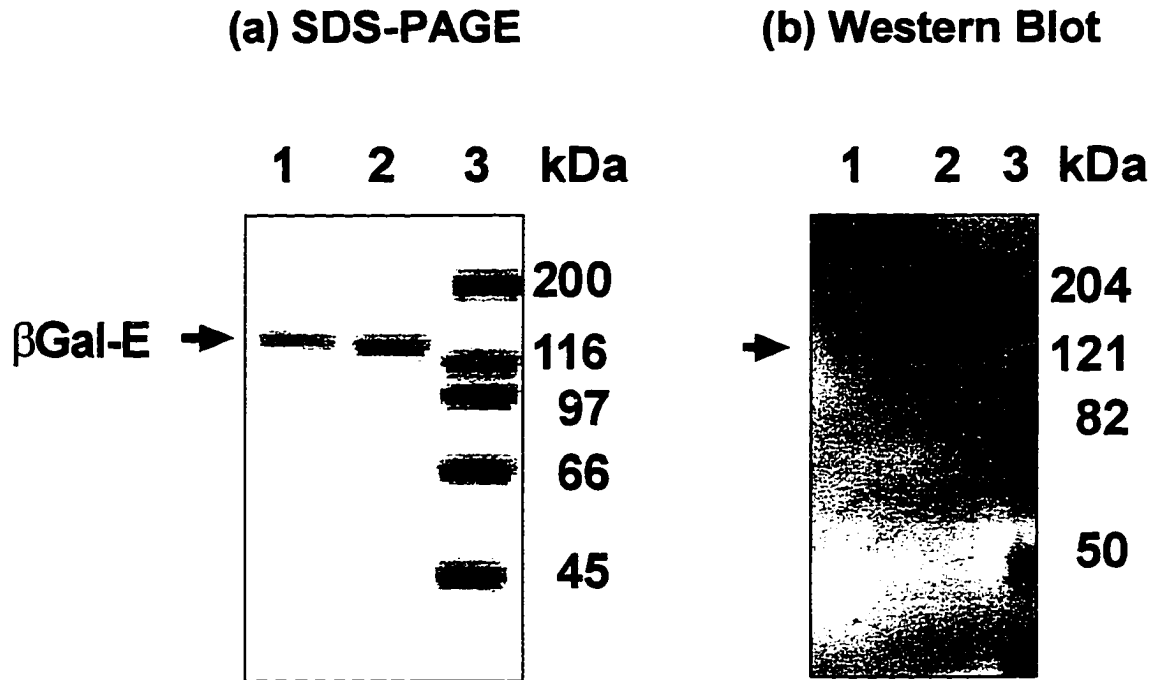 (a) SDS-PAGE
1 2 3 kDa
βGal-E
200
116
97
66
45
(b) Western Blot
1 2 3 kDa
204
121
82
50